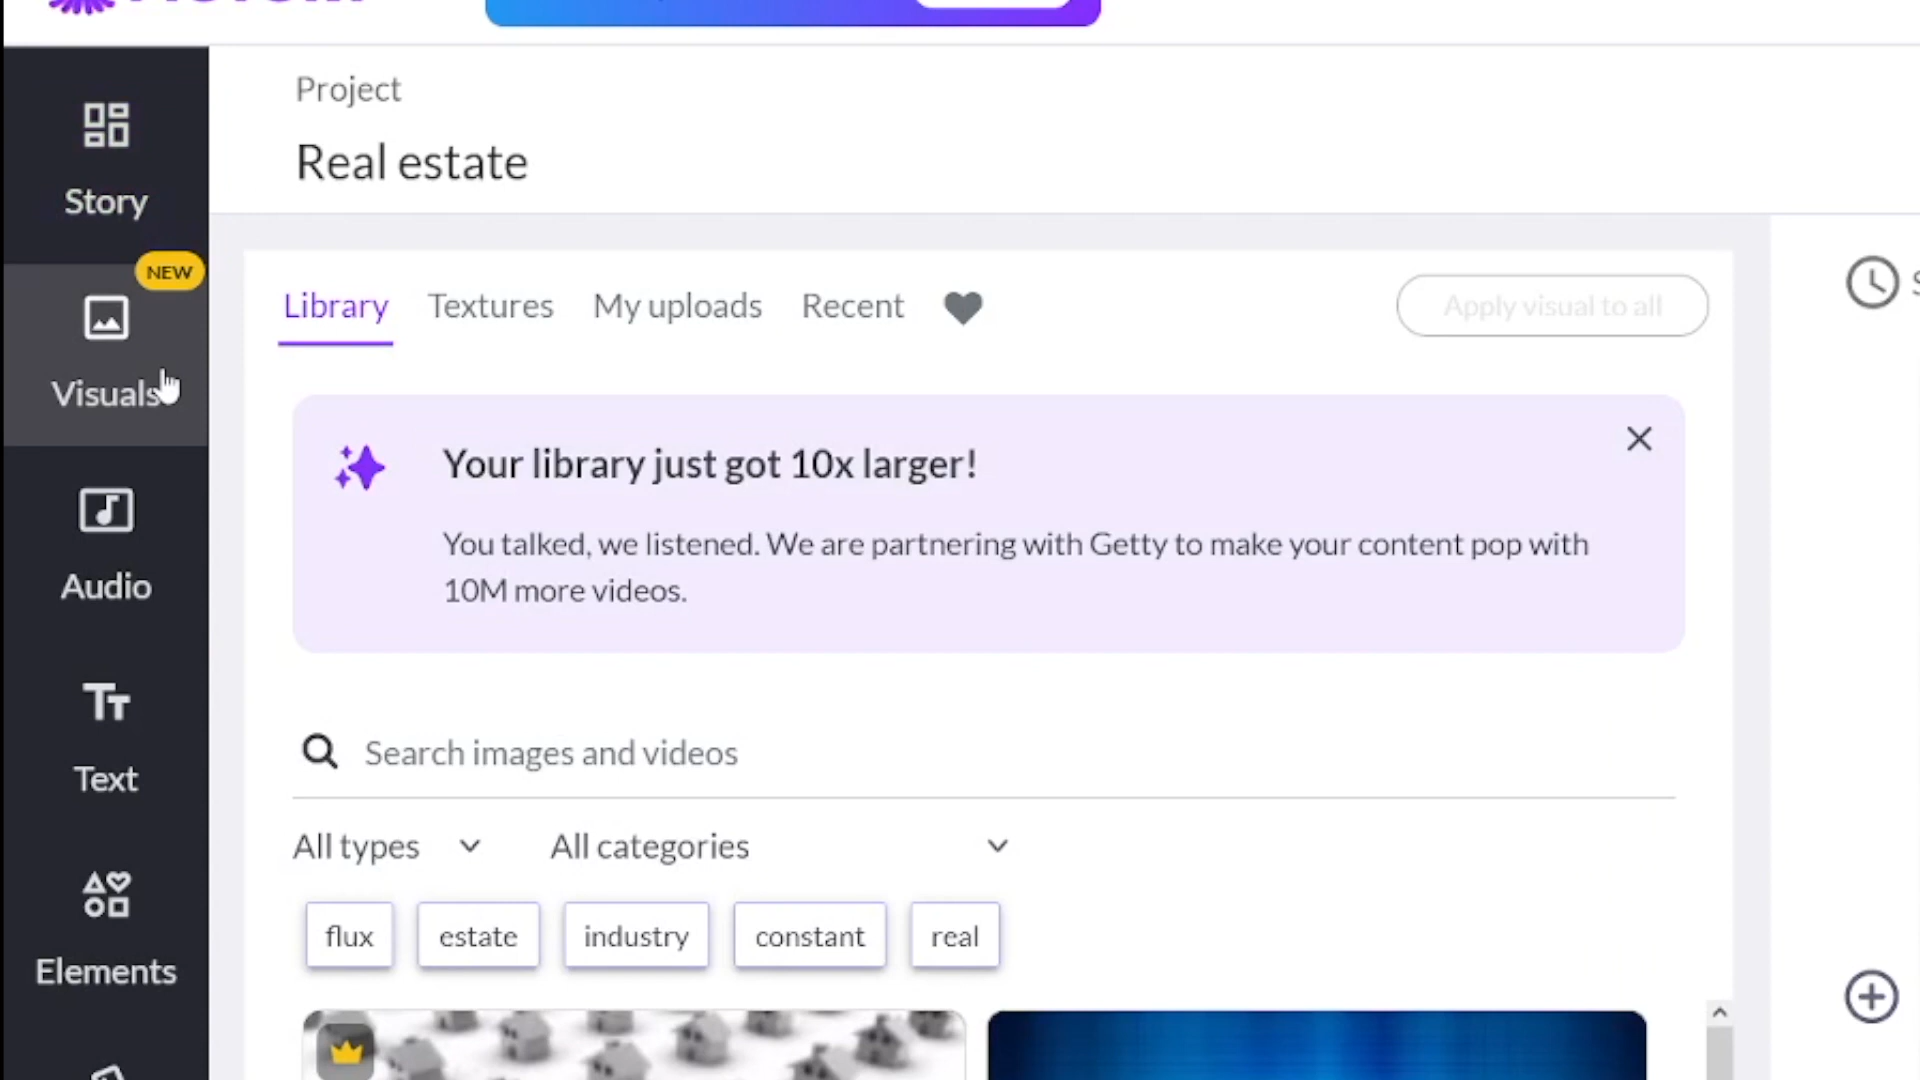 Project
Real estate
Story
NEW
Visuals
Audio
Text
Elements
Library Textures My uploads Recent
Apply visual to all
Your library just got 10x larger!
You talked, we listened. We are partnering with Getty to make your content pop with
10M more videos.
Search images and videos
All types All categories
flux estate industry constant real